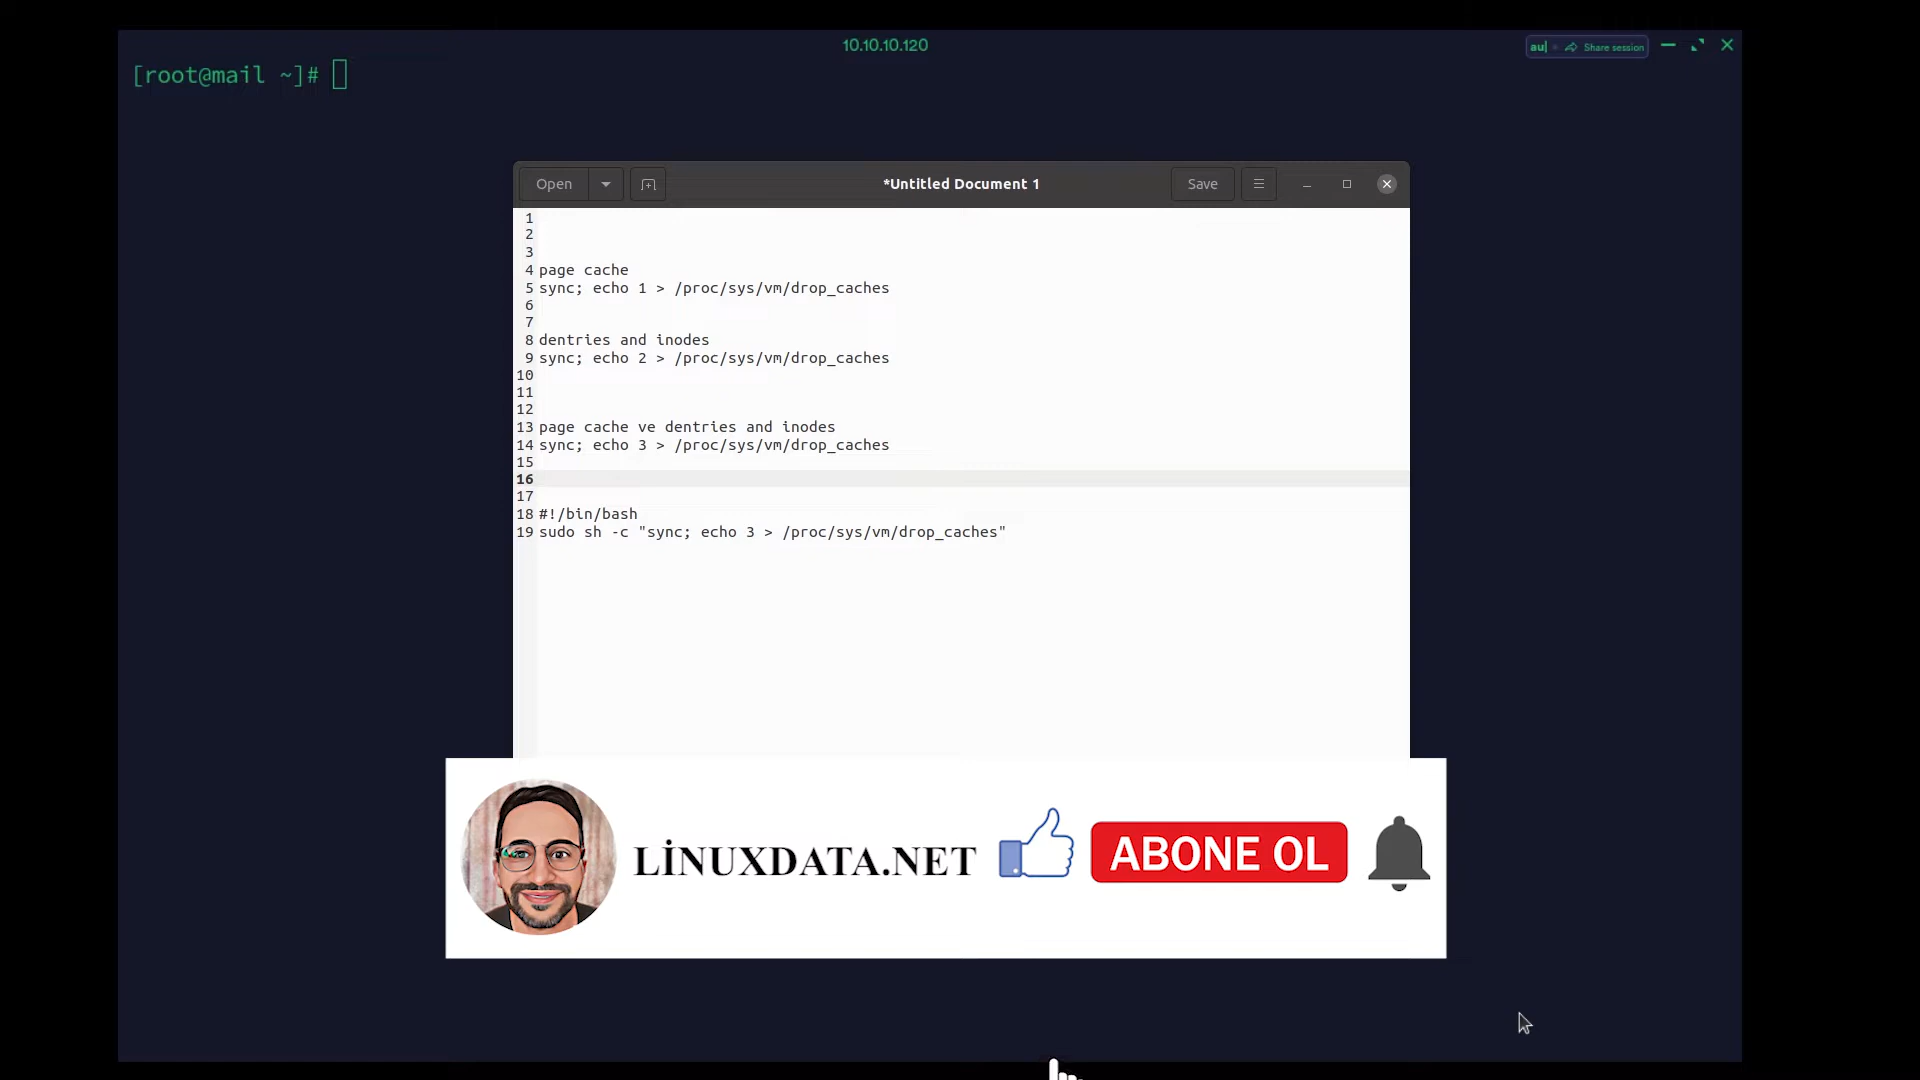 10.10.10.120
au| Share session
[root@mail ~]#
Open *Untitled Document 1 Save
1
2
3
4 page cache
5 sync; echo 1 > /proc/sys/vm/drop_caches
6
7
8 dentries and inodes
9 sync; echo 2 > /proc/sys/vm/drop_caches
10
11
12
13 page cache ve dentries and inodes
14 sync; echo 3 > /proc/sys/vm/drop_caches
15
16
17
18 #!/bin/bash
19 sudo sh -c "sync; echo 3 > /proc/sys/vm/drop_caches"
LİNUXDATA.NET
ABONE OL